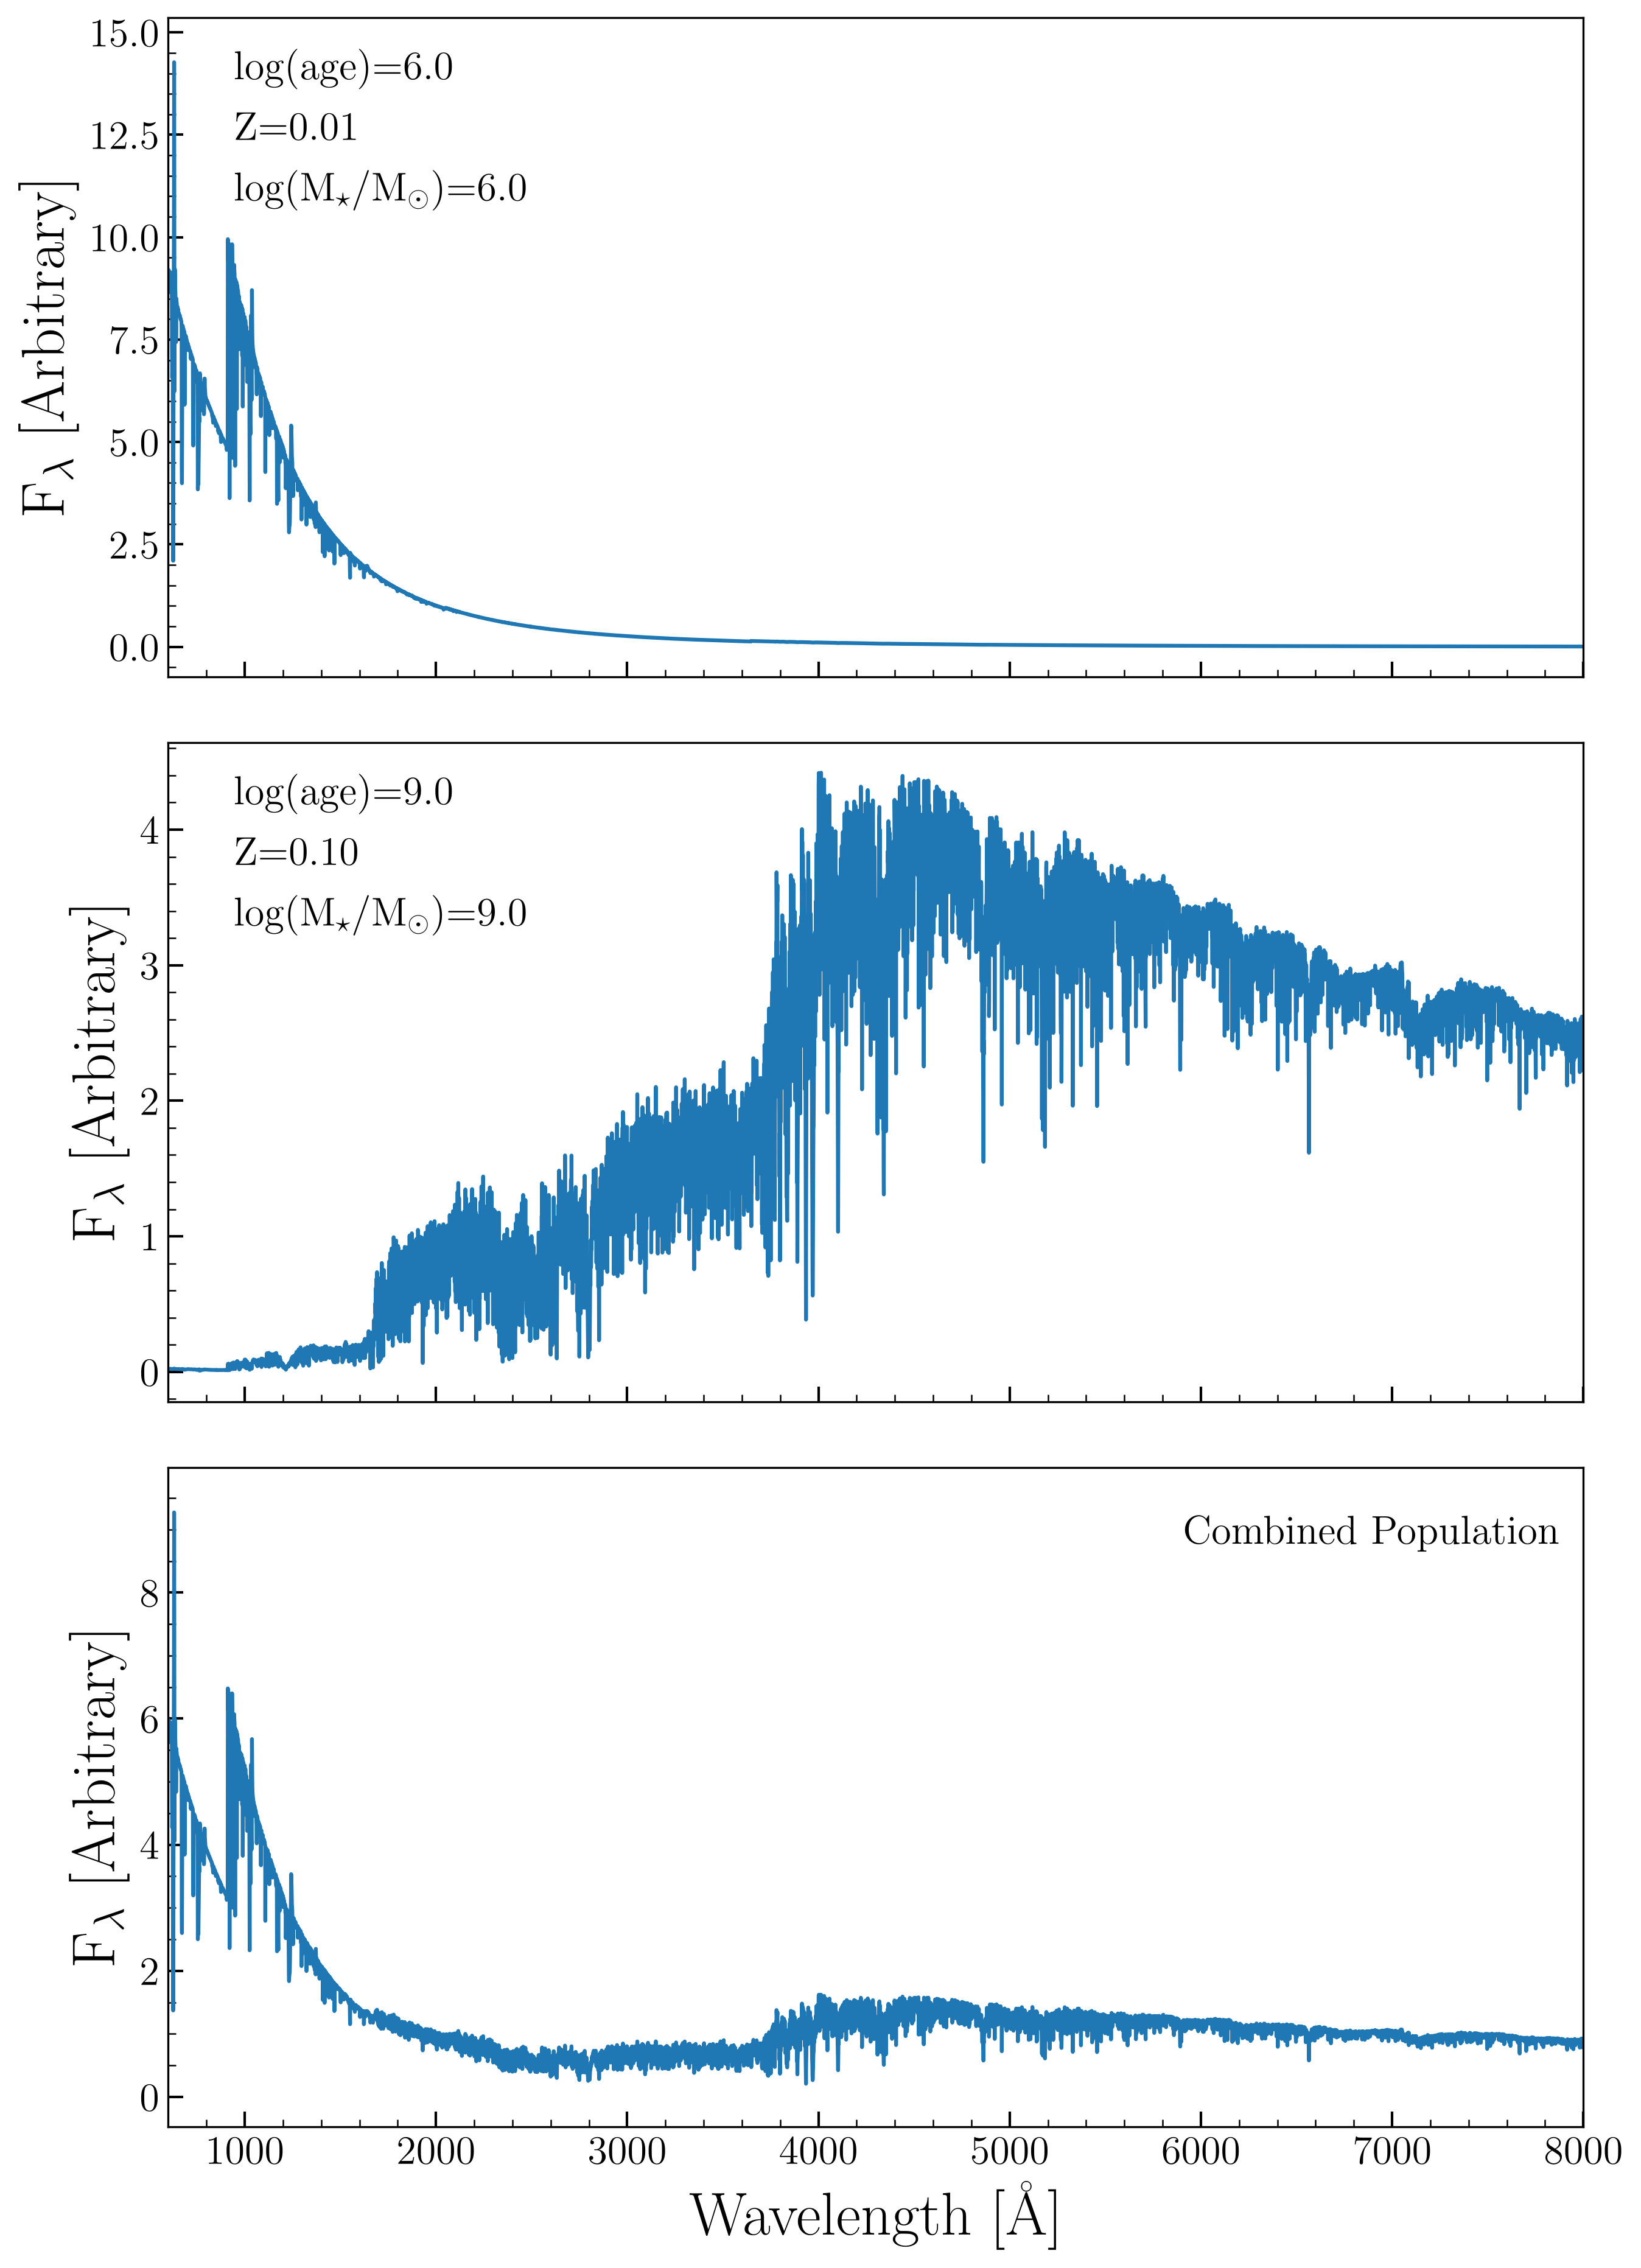 15.0
12.5
10.0
7.5
5.0
2.5
0.0
F_λ [Arbitrary]
log(age)=6.0
Z=0.01
log(M⋆/M⊙)=6.0
4
3
2
1
0
F_λ [Arbitrary]
log(age)=9.0
Z=0.10
log(M⋆/M⊙)=9.0
8
6
4
2
0
F_λ [Arbitrary]
Combined Population
1000 2000 3000 4000 5000 6000 7000 8000
Wavelength [Å]